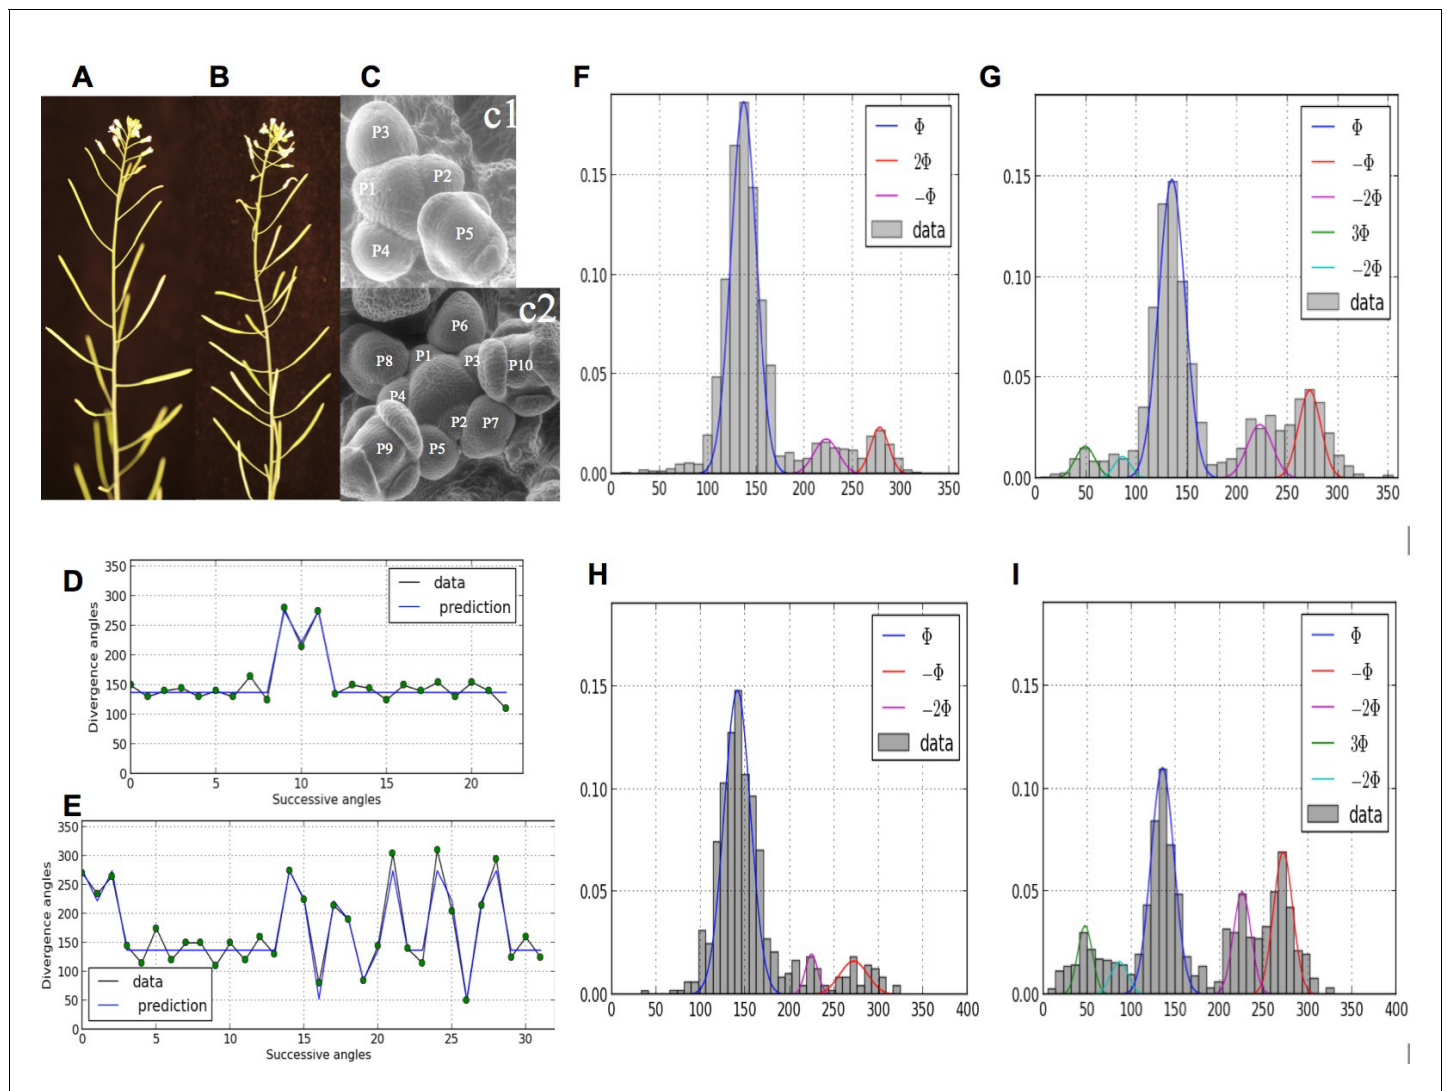 A
B
C
c1
P3
P1
P2
P5
P4
c2
P6
P8
P1
P3
P10
P4
P2
P7
P9
P5
F
Φ
2Φ
−Φ
data
0.15
0.10
0.05
0.00
0 50 100 150 200 250 300 350
G
Φ
−Φ
−2Φ
3Φ
−2Φ
data
0.15
0.10
0.05
0.00
0 50 100 150 200 250 300 350
D
data
prediction
350
300
250
200
150
100
50
0
Divergence angles
0 5 10 15 20
Successive angles
E
350
300
250
200
150
100
50
0
Divergence angles
data
prediction
0 5 10 15 20 25 30
Successive angles
H
Φ
−Φ
−2Φ
data
0.15
0.10
0.05
0.00
0 50 100 150 200 250 300 350 400
I
Φ
−Φ
−2Φ
3Φ
−2Φ
data
0.15
0.10
0.05
0.00
0 50 100 150 200 250 300 350 400